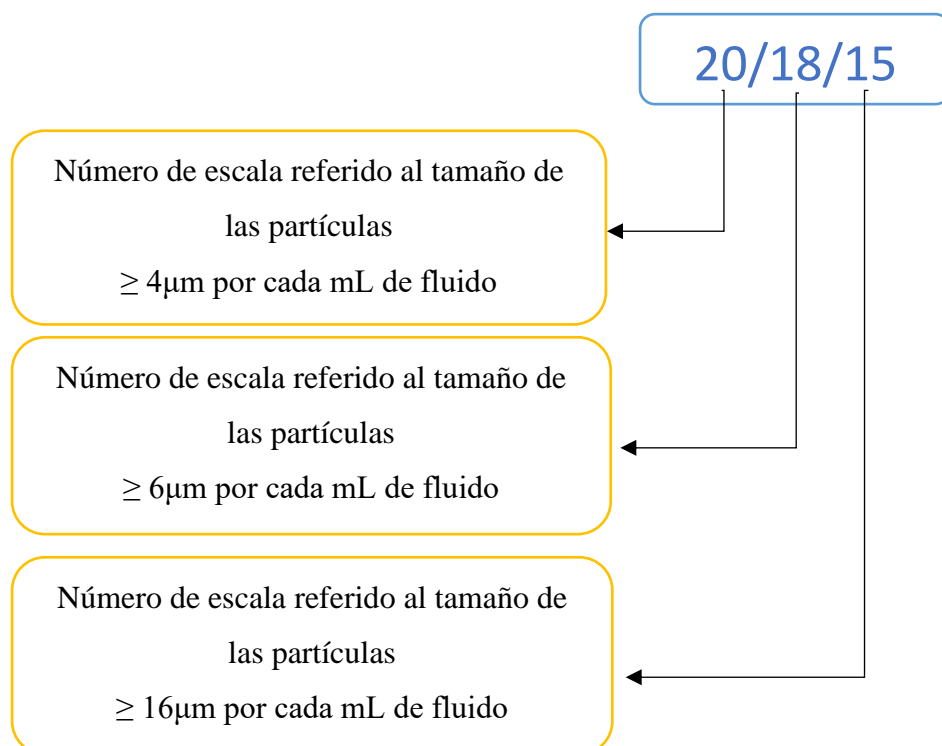 20/18/15
Número de escala referido al tamaño de
las partículas
≥ 4μm por cada mL de fluido
Número de escala referido al tamaño de
las partículas
≥ 6μm por cada mL de fluido
Número de escala referido al tamaño de
las partículas
≥ 16μm por cada mL de fluido